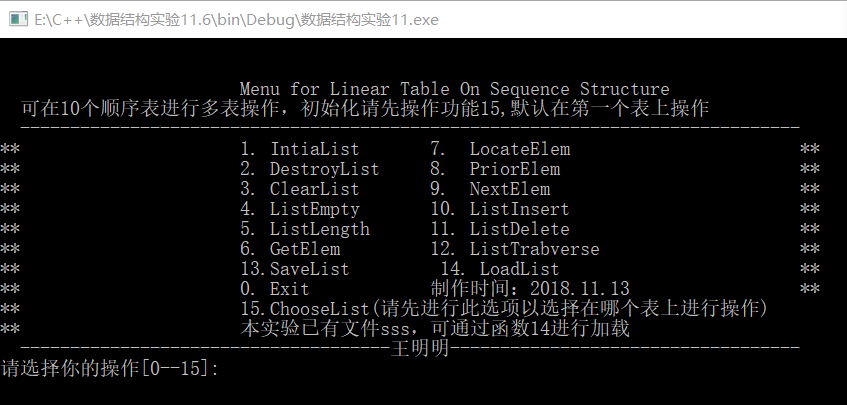 E:\C++\数据结构实验11.6\bin\Debug\数据结构实验11.exe
Menu for Linear Table On Sequence Structure
可在10个顺序表进行多表操作，初始化请先操作功能15,默认在第一个表上操作
--------------------------------------------------------------------------------
** 1. IntiaList 7. LocateElem **
** 2. DestroyList 8. PriorElem **
** 3. ClearList 9. NextElem **
** 4. ListEmpty 10. ListInsert **
** 5. ListLength 11. ListDelete **
** 6. GetElem 12. ListTrabverse **
** 13.SaveList 14. LoadList **
** 0. Exit 制作时间：2018.11.13 **
** 15.ChooseList(请先进行此选项以选择在哪个表上进行操作)
** 本实验已有文件sss，可通过函数14进行加载
-------------------------------------王明明-----------------------------------
请选择你的操作[0--15]: